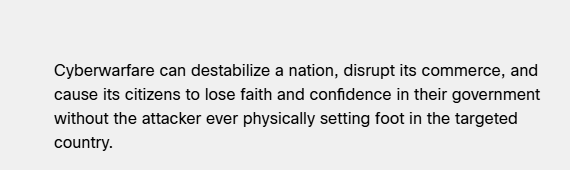 Cyberwarfare can destabilize a nation, disrupt its commerce, and
cause its citizens to lose faith and confidence in their government
without the attacker ever physically setting foot in the targeted
country.